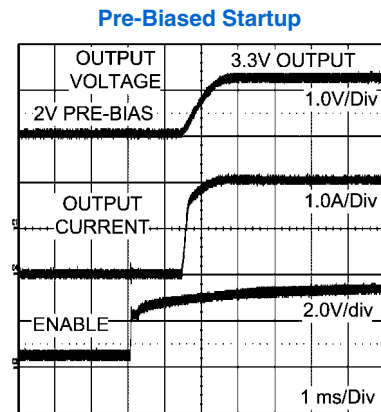 Pre-Biased Startup
OUTPUT
VOLTAGE
3.3V OUTPUT
1.0V/Div
2V PRE-BIAS
OUTPUT
CURRENT
1.0A/Div
ENABLE
2.0V/div
1 ms/Div